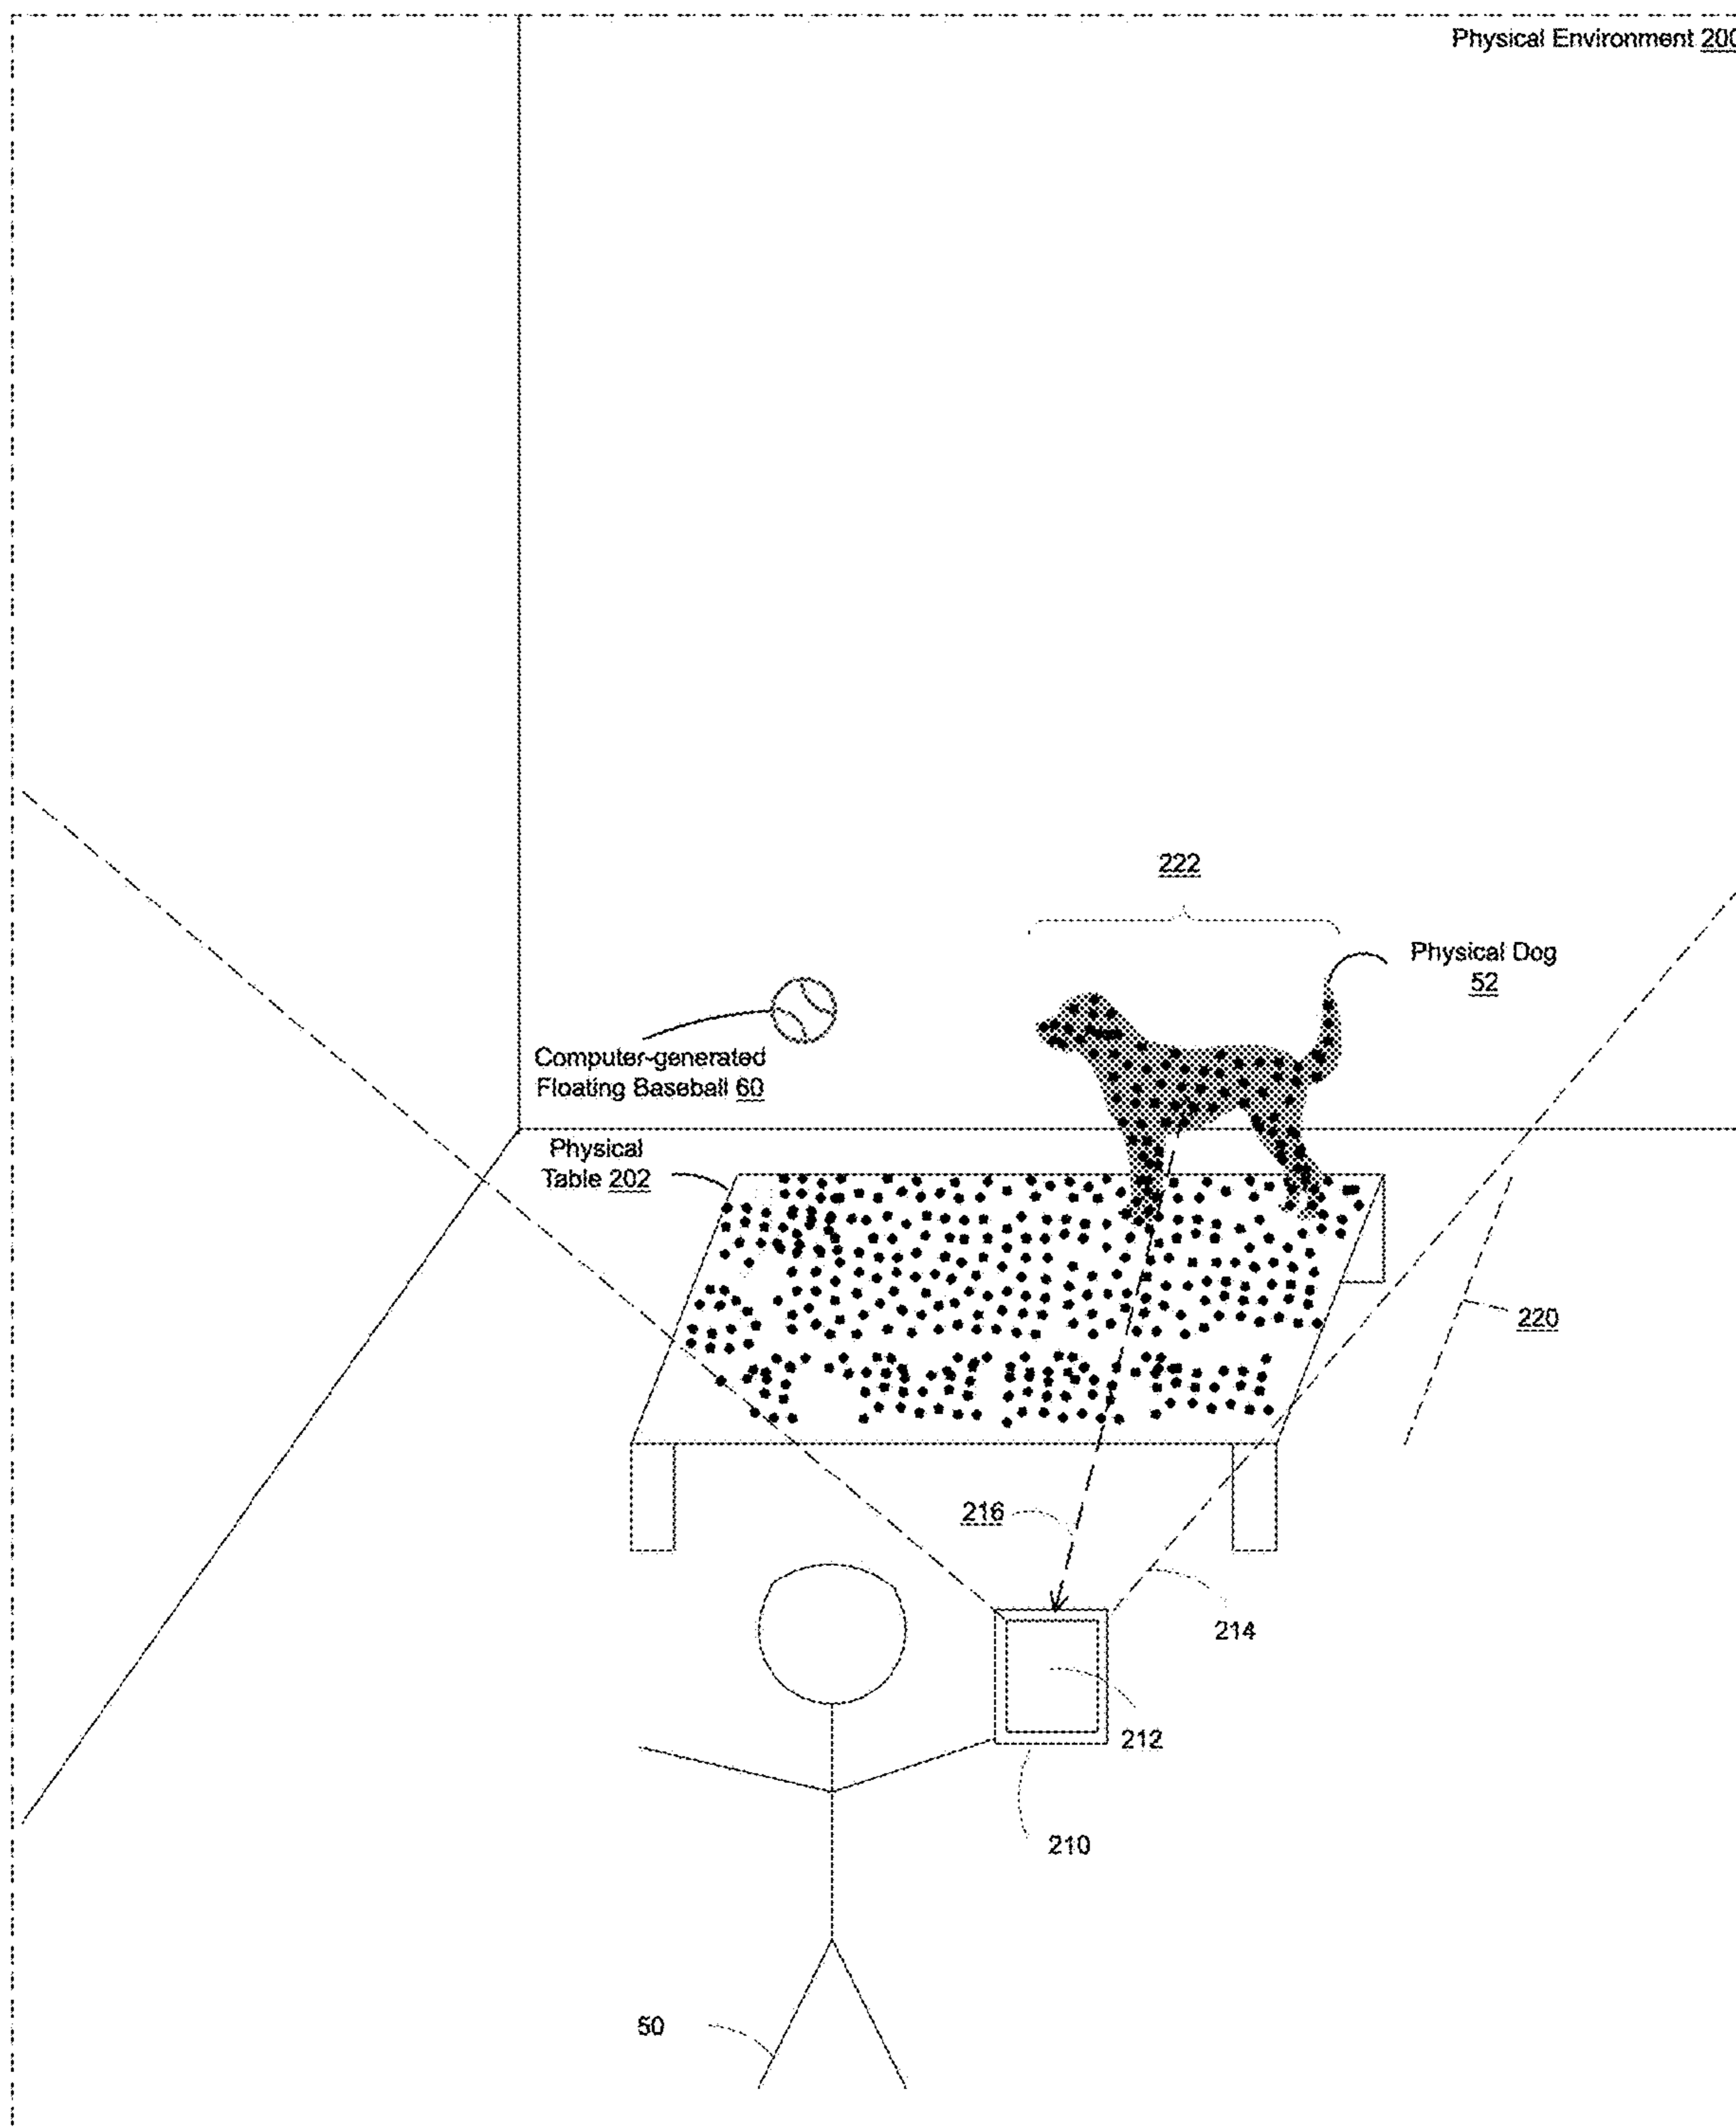 Physical Environment 200
222
Physical Dog
52
Computer-generated
Floating Baseball 60
Physical
Table 202
220
216
214
212
210
50